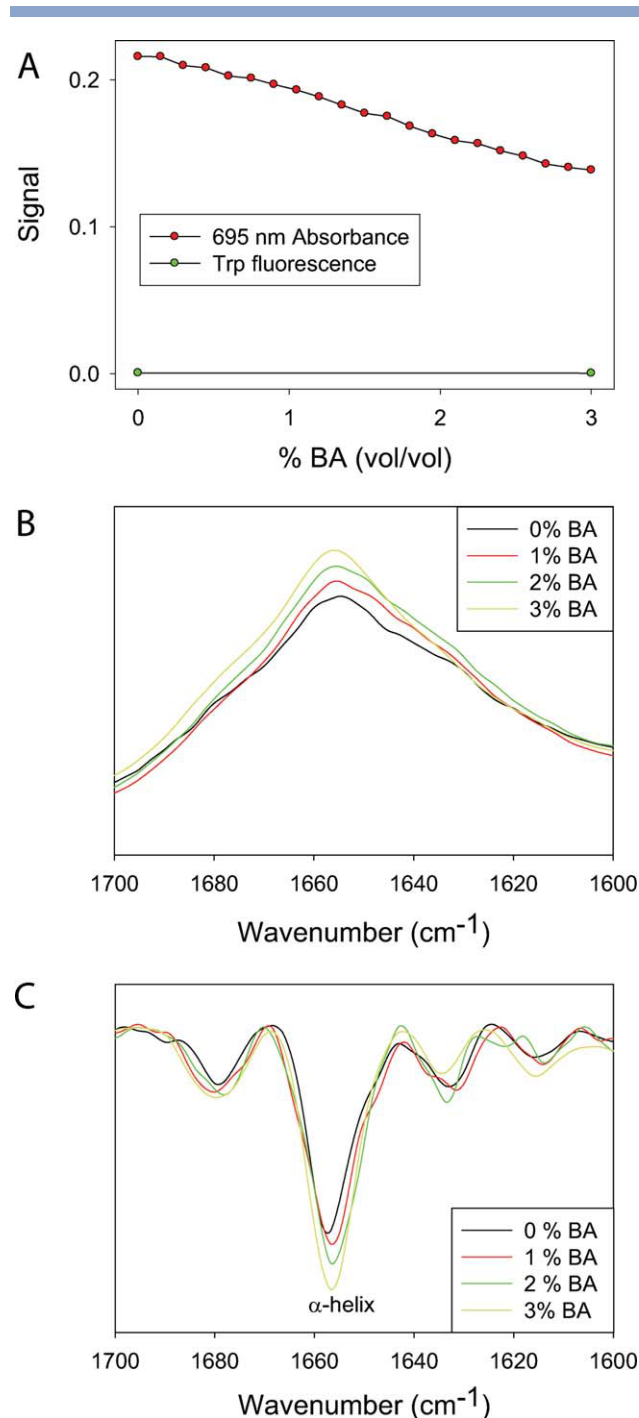 A
0.2
0.1
0.0
Signal
695 nm Absorbance
Trp fluorescence
0 1 2 3
% BA (vol/vol)
B
0% BA
1% BA
2% BA
3% BA
1700 1680 1660 1640 1620 1600
Wavenumber (cm⁻¹)
C
0 % BA
1 % BA
2 % BA
3% BA
α-helix
1700 1680 1660 1640 1620 1600
Wavenumber (cm⁻¹)